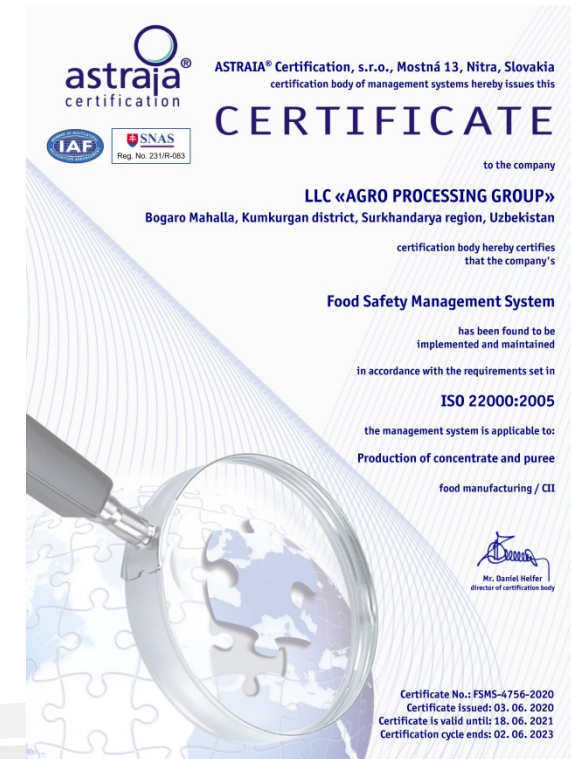 astraia®
certification
IAF
SNAS
Reg. No. 231/R-083
ASTRAIA® Certification, s.r.o., Mostná 13, Nitra, Slovakia
certification body of management systems hereby issues this
CERTIFICATE
to the company
LLC «AGRO PROCESSING GROUP»
Bogaro Mahalla, Kumkurgan district, Surkhandarya region, Uzbekistan
certification body hereby certifies
that the company's
Food Safety Management System
has been found to be
implemented and maintained
in accordance with the requirements set in
ISO 22000:2005
the management system is applicable to:
Production of concentrate and puree
food manufacturing / CII
Mr. Daniel Helfer
director of certification body
Certificate No.: FSMS-4756-2020
Certificate issued: 03. 06. 2020
Certificate is valid until: 18. 06. 2021
Certification cycle ends: 02. 06. 2023